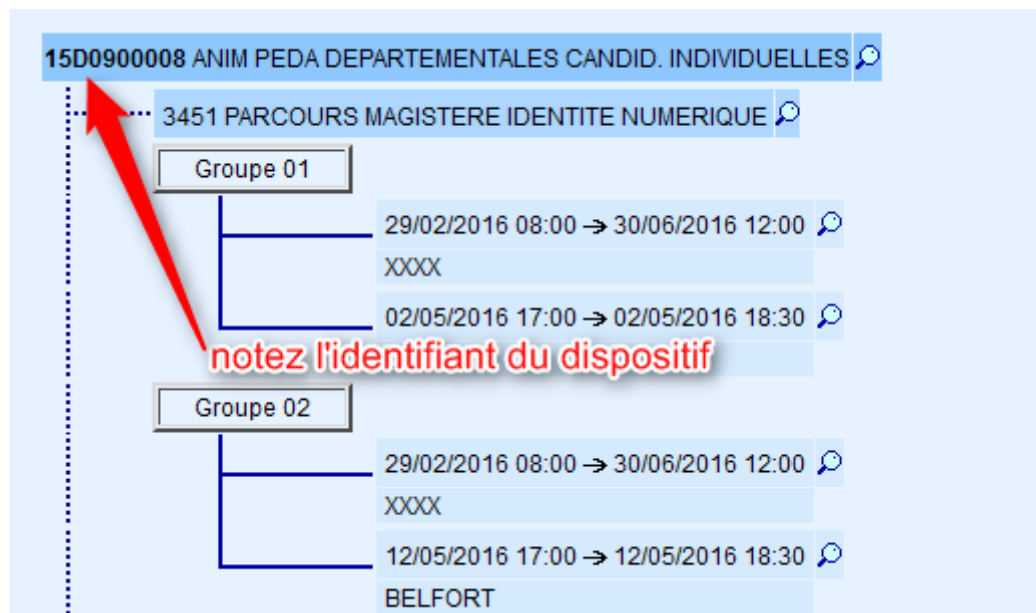 15D0900008 ANIM PEDA DEPARTEMENTALES CANDID. INDIVIDUELLES
3451 PARCOURS MAGISTERE IDENTITE NUMERIQUE
Groupe 01
29/02/2016 08:00 → 30/06/2016 12:00
XXXX
02/05/2016 17:00 → 02/05/2016 18:30
notez l'identifiant du dispositif
Groupe 02
29/02/2016 08:00 → 30/06/2016 12:00
XXXX
12/05/2016 17:00 → 12/05/2016 18:30
BELFORT